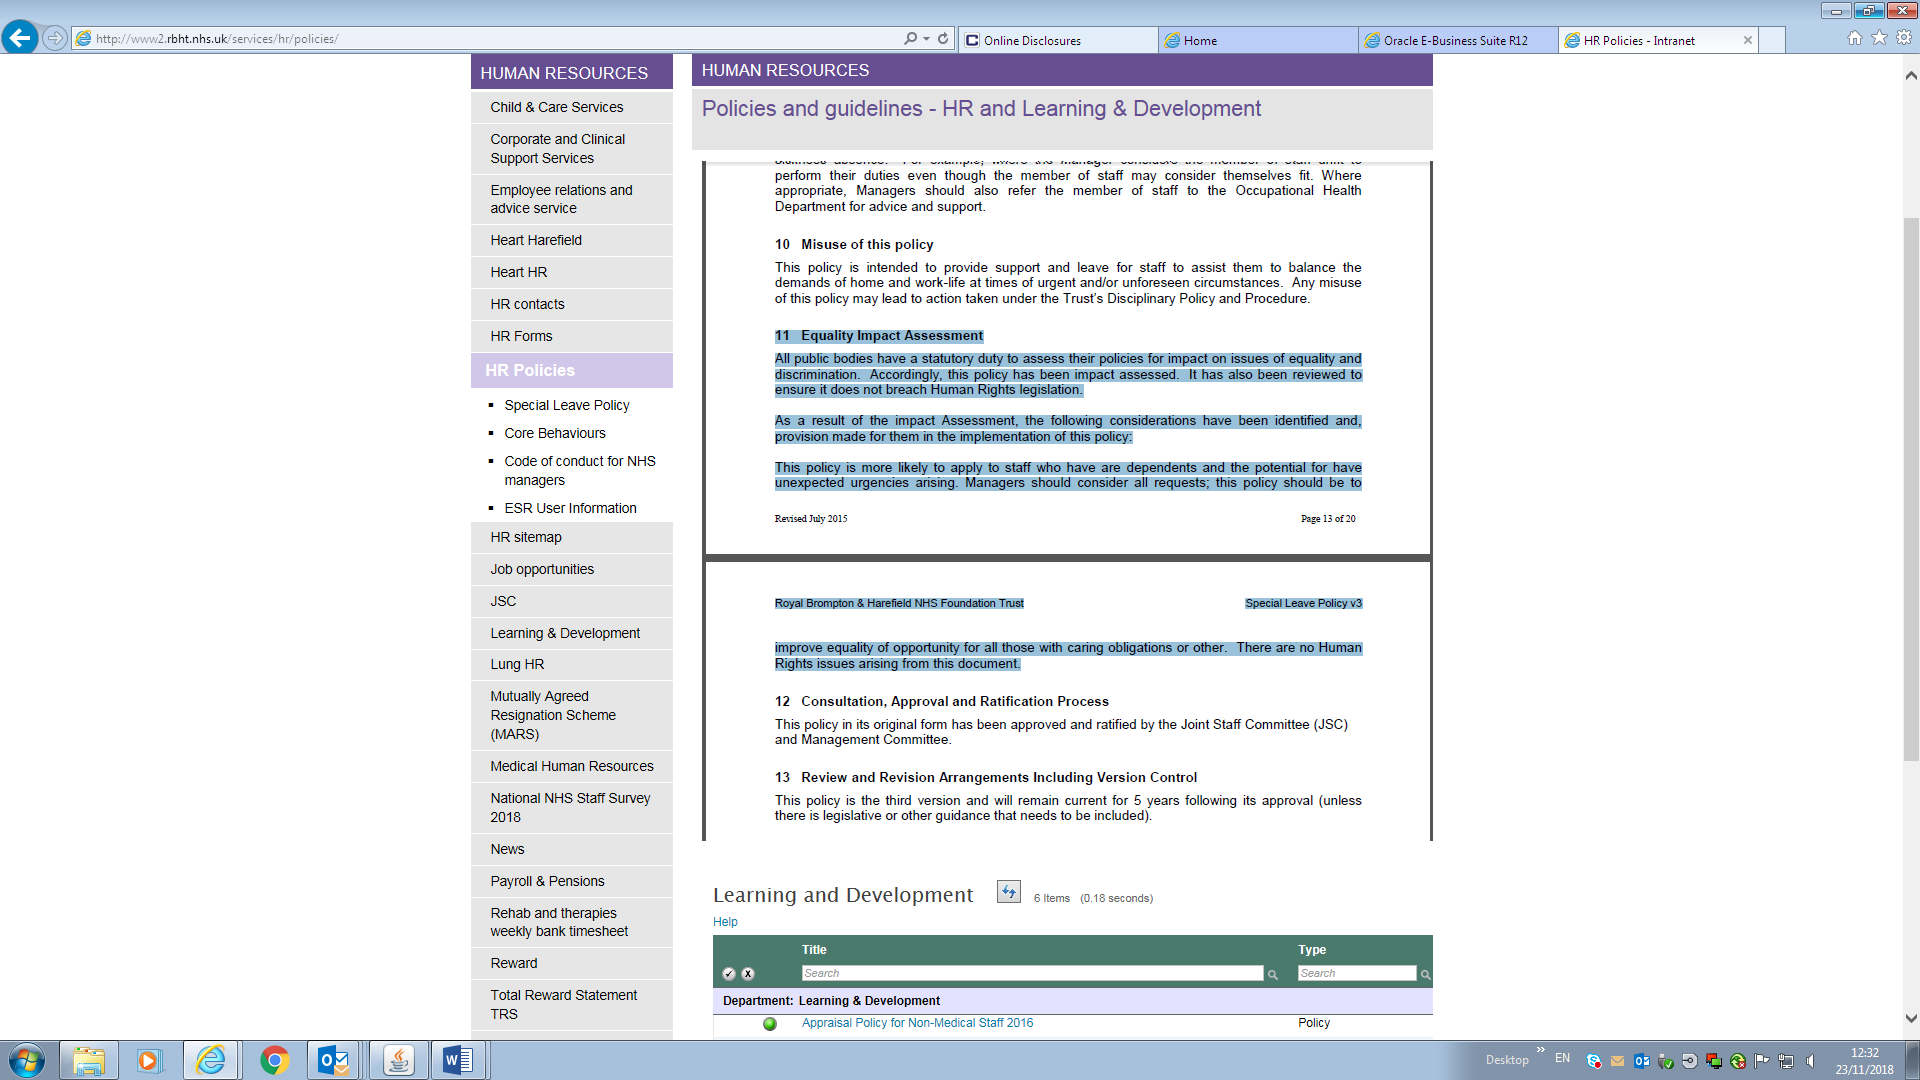 http://www2.rbht.nhs.uk/services/hr/policies/
Online Disclosures
Home
Oracle E-Business Suite R12
HR Policies - Intranet
HUMAN RESOURCES
Child & Care Services
Corporate and Clinical
Support Services
Employee relations and
advice service
Heart Harefield
Heart HR
HR contacts
HR Forms
HR Policies
Special Leave Policy
Core Behaviours
Code of conduct for NHS
managers
ESR User Information
HR sitemap
Job opportunities
JSC
Learning & Development
Lung HR
Mutually Agreed
Resignation Scheme
(MARS)
Medical Human Resources
National NHS Staff Survey
2018
News
Payroll & Pensions
Rehab and therapies
weekly bank timesheet
Reward
Total Reward Statement
TRS
HUMAN RESOURCES
Policies and guidelines - HR and Learning & Development
sickness absence. For example, where the Manager considers the member of staff unfit to
perform their duties even though the member of staff may consider themselves fit. Where
appropriate, Managers should also refer the member of staff to the Occupational Health
Department for advice and support.
10 Misuse of this policy
This policy is intended to provide support and leave for staff to assist them to balance the
demands of home and work-life at times of urgent and/or unforeseen circumstances. Any misuse
of this policy may lead to action taken under the Trust's Disciplinary Policy and Procedure.
11 Equality Impact Assessment
All public bodies have a statutory duty to assess their policies for impact on issues of equality and
discrimination. Accordingly, this policy has been impact assessed. It has also been reviewed to
ensure it does not breach Human Rights legislation.
As a result of the impact Assessment, the following considerations have been identified and,
provision made for them in the implementation of this policy:
This policy is more likely to apply to staff who have are dependents and the potential for have
unexpected urgencies arising. Managers should consider all requests; this policy should be to
Revised July 2015 Page 13 of 20
Royal Brompton & Harefield NHS Foundation Trust Special Leave Policy v3
improve equality of opportunity for all those with caring obligations or other. There are no Human
Rights issues arising from this document.
12 Consultation, Approval and Ratification Process
This policy in its original form has been approved and ratified by the Joint Staff Committee (JSC)
and Management Committee.
13 Review and Revision Arrangements Including Version Control
This policy is the third version and will remain current for 5 years following its approval (unless
there is legislative or other guidance that needs to be included).
Learning and Development 6 Items (0.18 seconds)
Help
Title Type
Search Search
Department: Learning & Development
Appraisal Policy for Non-Medical Staff 2016 Policy
Desktop EN
12:32
23/11/2018